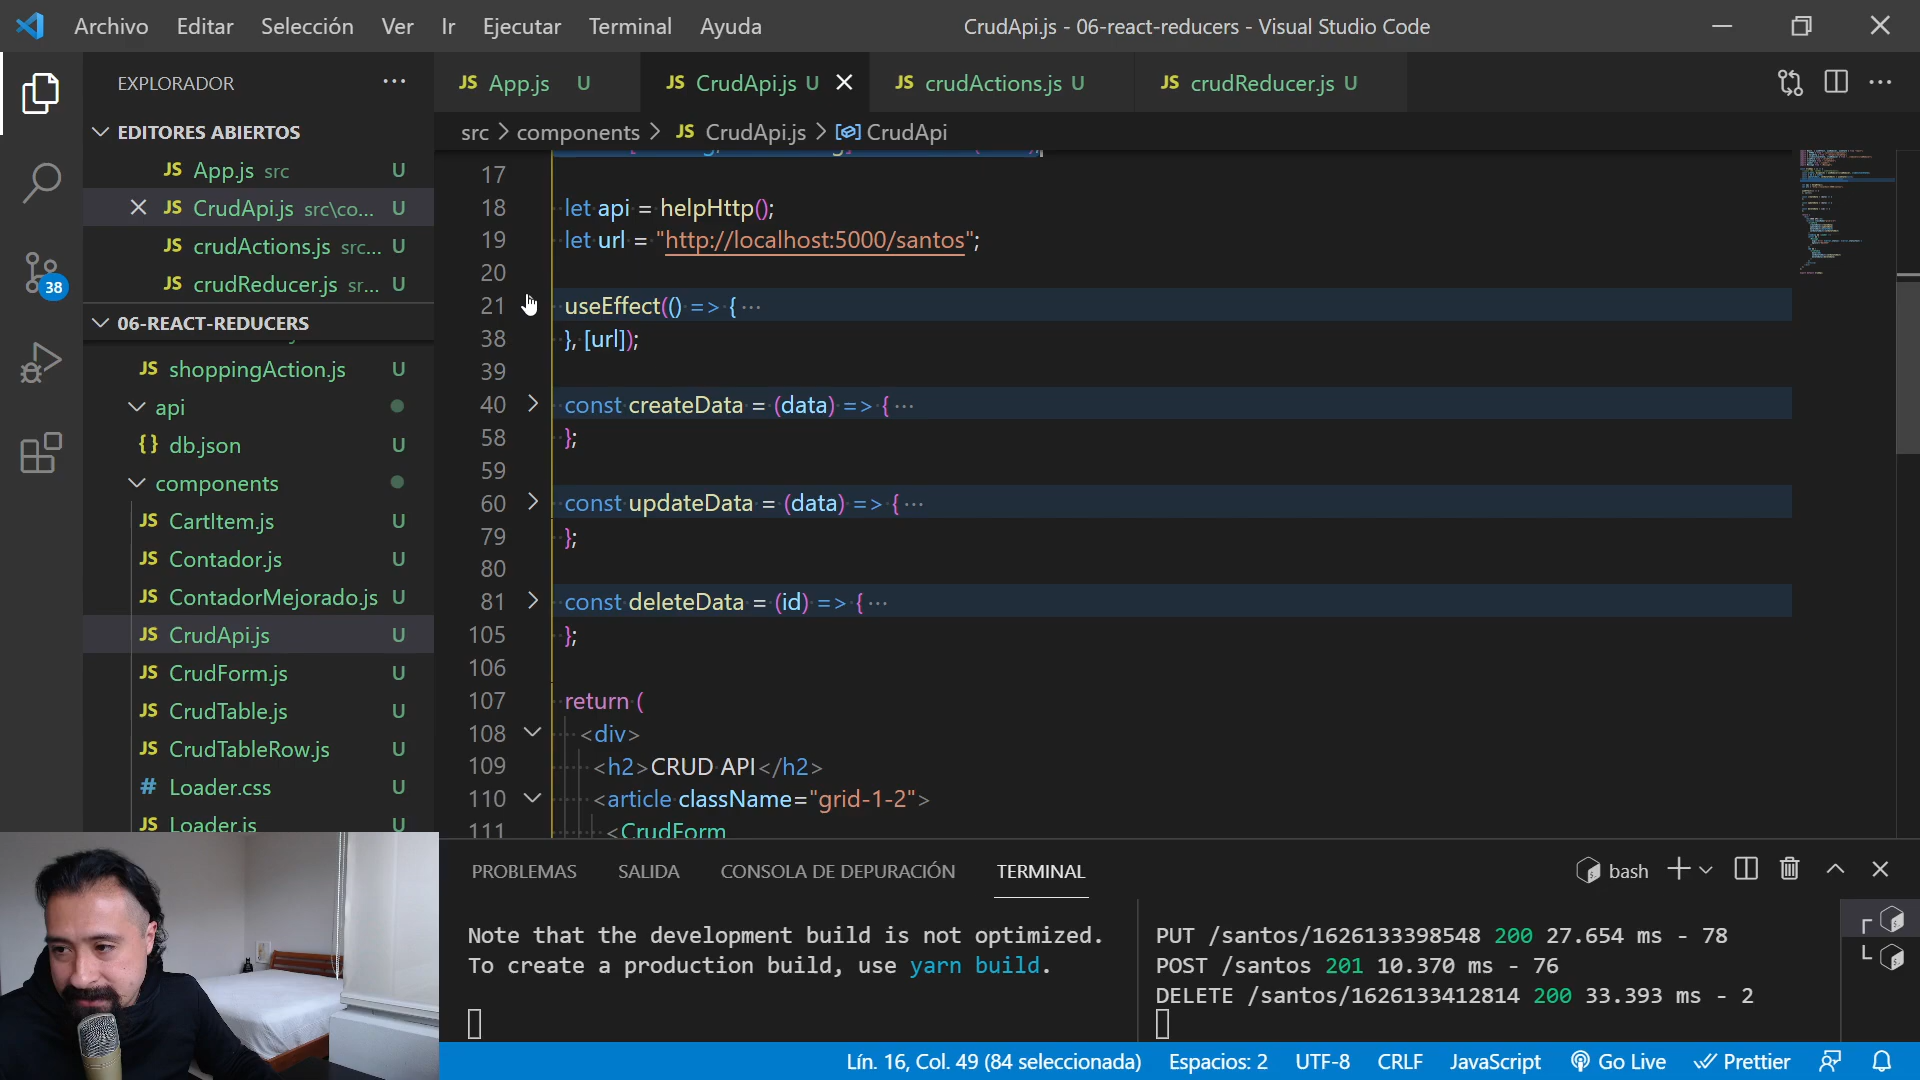 Archivo Editar Selección Ver Ir Ejecutar Terminal Ayuda
CrudApi.js - 06-react-reducers - Visual Studio Code
EXPLORADOR
EDITORES ABIERTOS
JS App.js src U
JS CrudApi.js src\co... U
JS crudActions.js src... U
JS crudReducer.js sr... U
06-REACT-REDUCERS
JS shoppingAction.js U
api
{} db.json U
components
JS CartItem.js U
JS Contador.js U
JS ContadorMejorado.js U
JS CrudApi.js U
JS CrudForm.js U
JS CrudTable.js U
JS CrudTableRow.js U
# Loader.css U
JS Loader.js U
38
JS App.js U
JS CrudApi.js U
JS crudActions.js U
JS crudReducer.js U
src > components > JS CrudApi.js > CrudApi
17
18 let api = helpHttp();
19 let url = "http://localhost:5000/santos";
20
21 useEffect(() => { ···
38 }, [url]);
39
40 const createData = (data) => { ···
58 };
59
60 const updateData = (data) => { ···
79 };
80
81 const deleteData = (id) => { ···
105 };
106
107 return (
108 <div>
109 <h2>CRUD API</h2>
110 <article className="grid-1-2">
111 <CrudForm
PROBLEMAS SALIDA CONSOLA DE DEPURACIÓN TERMINAL
bash
Note that the development build is not optimized.
To create a production build, use yarn build.
PUT /santos/1626133398548 200 27.654 ms - 78
POST /santos 201 10.370 ms - 76
DELETE /santos/1626133412814 200 33.393 ms - 2
Lín. 16, Col. 49 (84 seleccionada) Espacios: 2 UTF-8 CRLF JavaScript Go Live Prettier